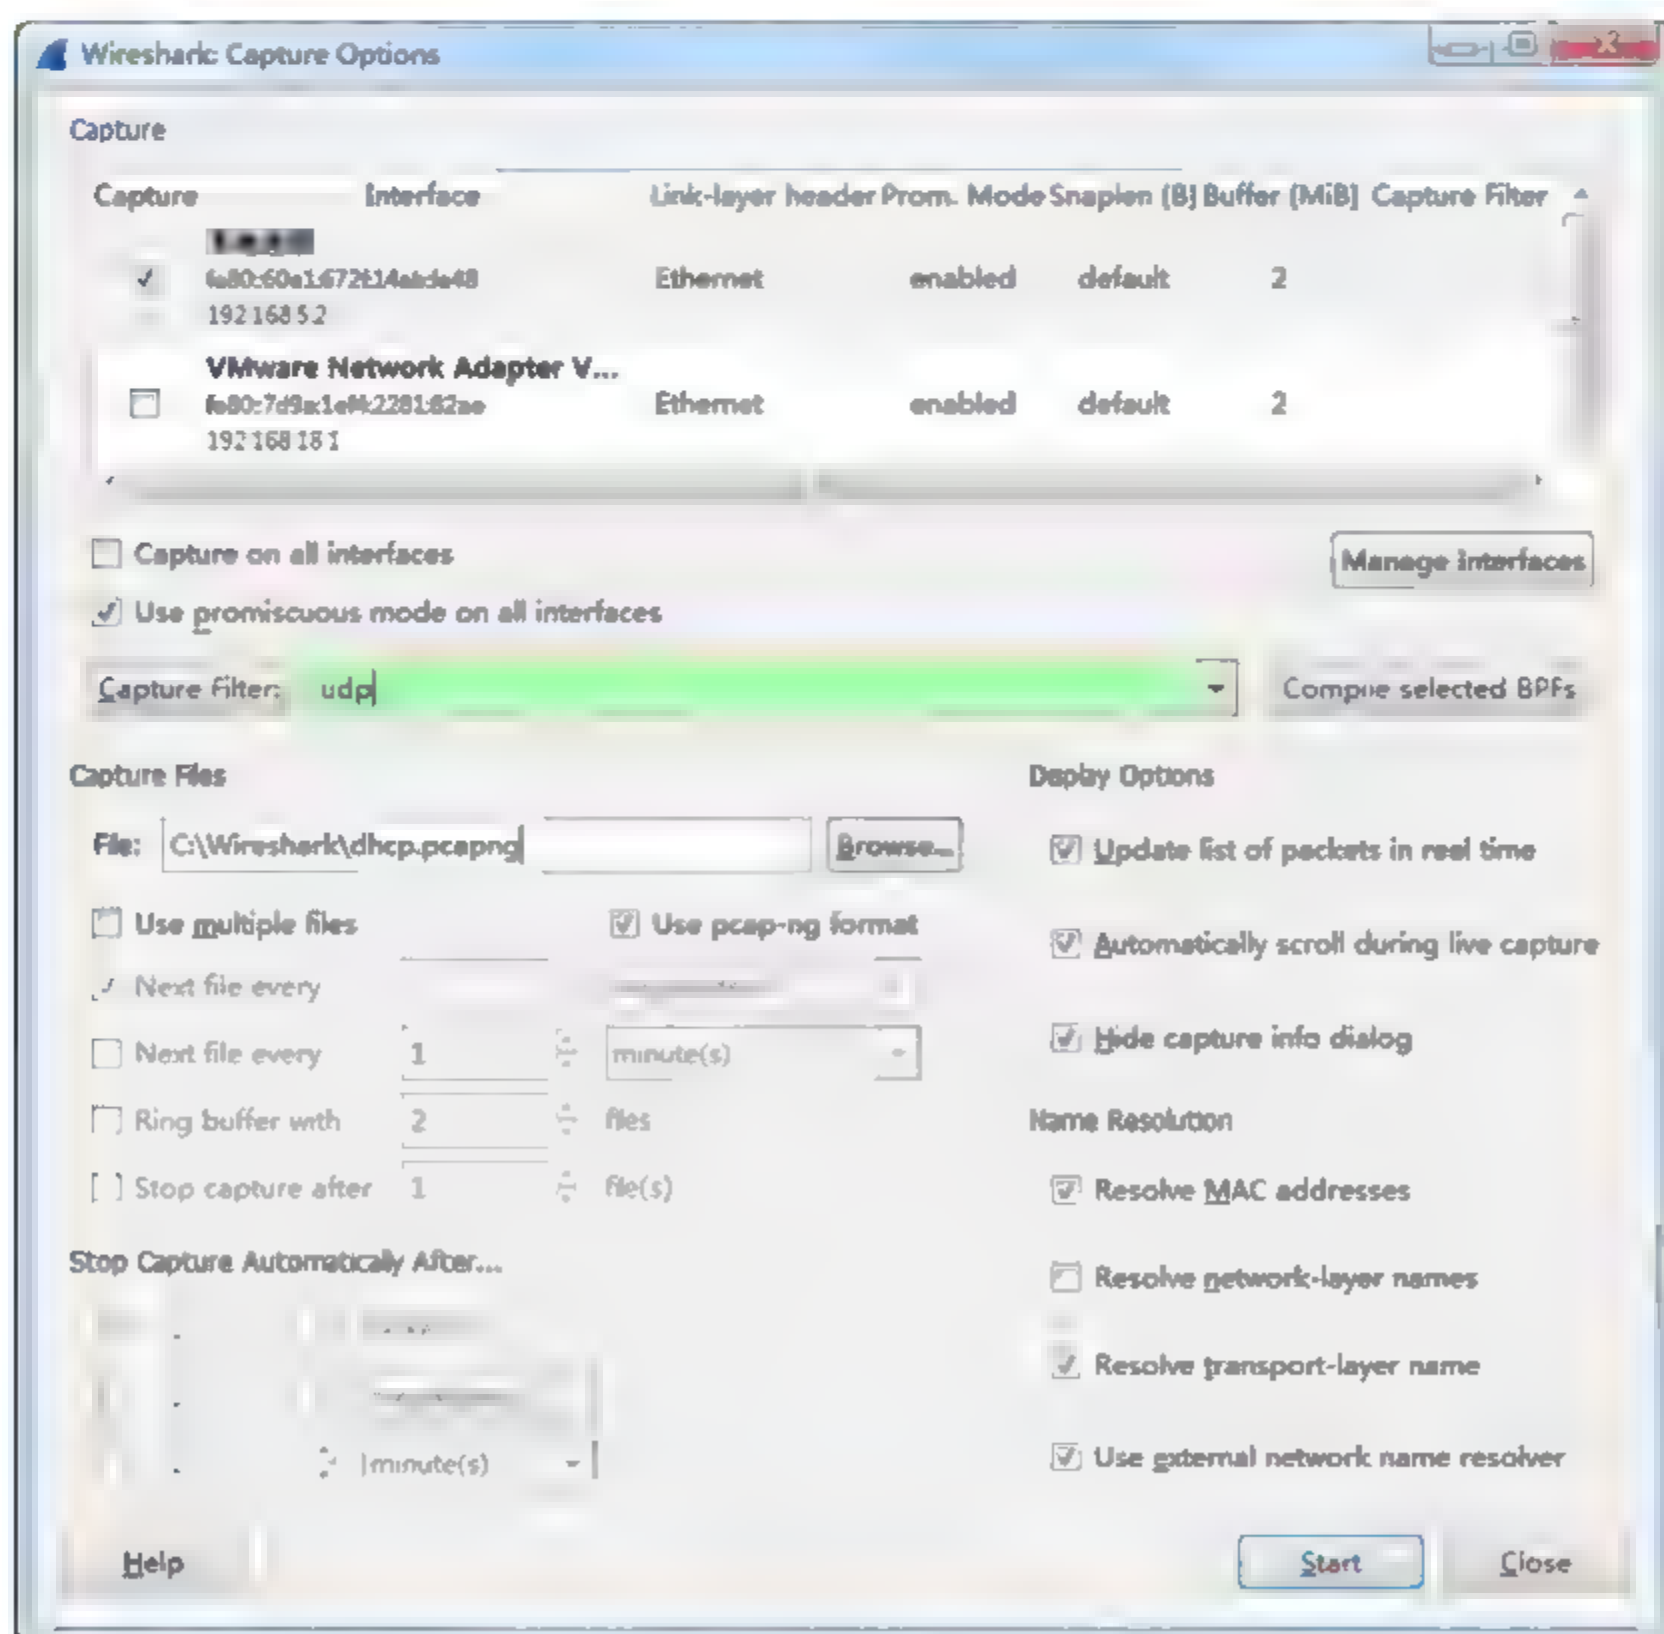 Wireshark: Capture Options
Capture
Capture Interface Link-layer header Prom. Mode Snaplen [B] Buffer [MiB] Capture Filter
Ethernet enabled default 2
192.168.5.2
VMware Network Adapter V...
Ethernet enabled default 2
192.168.18.1
Capture on all interfaces
Manage Interfaces
Use promiscuous mode on all interfaces
Capture Filter: udp Compile selected BPFs
Capture Files Display Options
File: C:\Wireshark\dhcp.pcapng Browse... Update list of packets in real time
Use multiple files Use pcap-ng format Automatically scroll during live capture
Next file every
Next file every 1 minute(s) Hide capture info dialog
Ring buffer with 2 files Name Resolution
Stop capture after 1 file(s) Resolve MAC addresses
Stop Capture Automatically After...
Resolve network-layer names
Resolve transport-layer name
minute(s) Use external network name resolver
Help Start Close